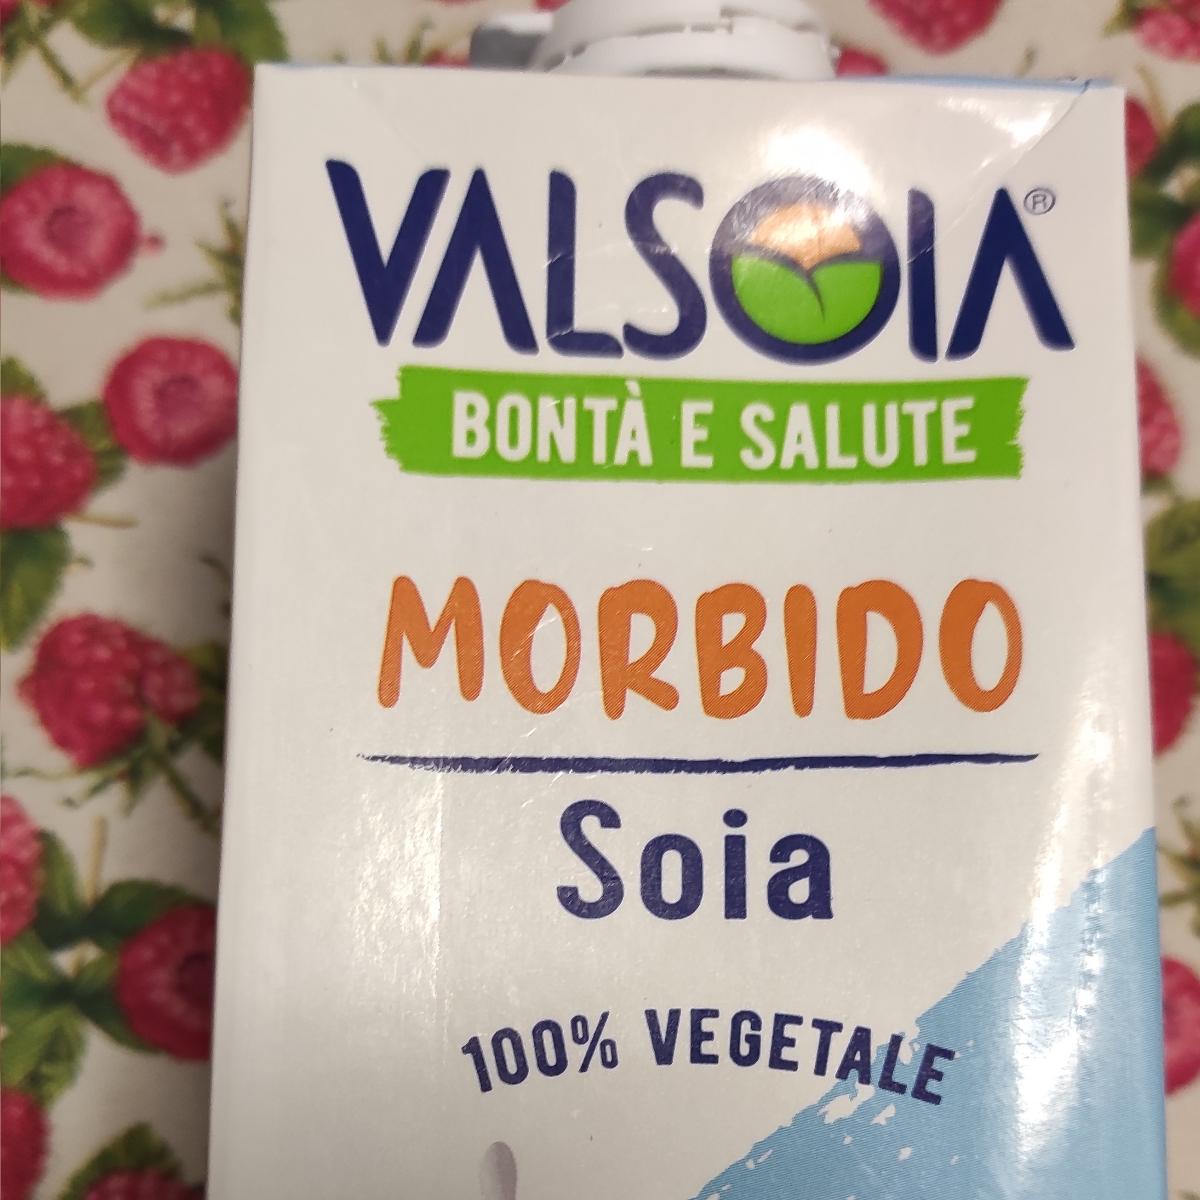 VALSOIA®
BONTÀ E SALUTE
MORBIDO
Soia
100% VEGETALE